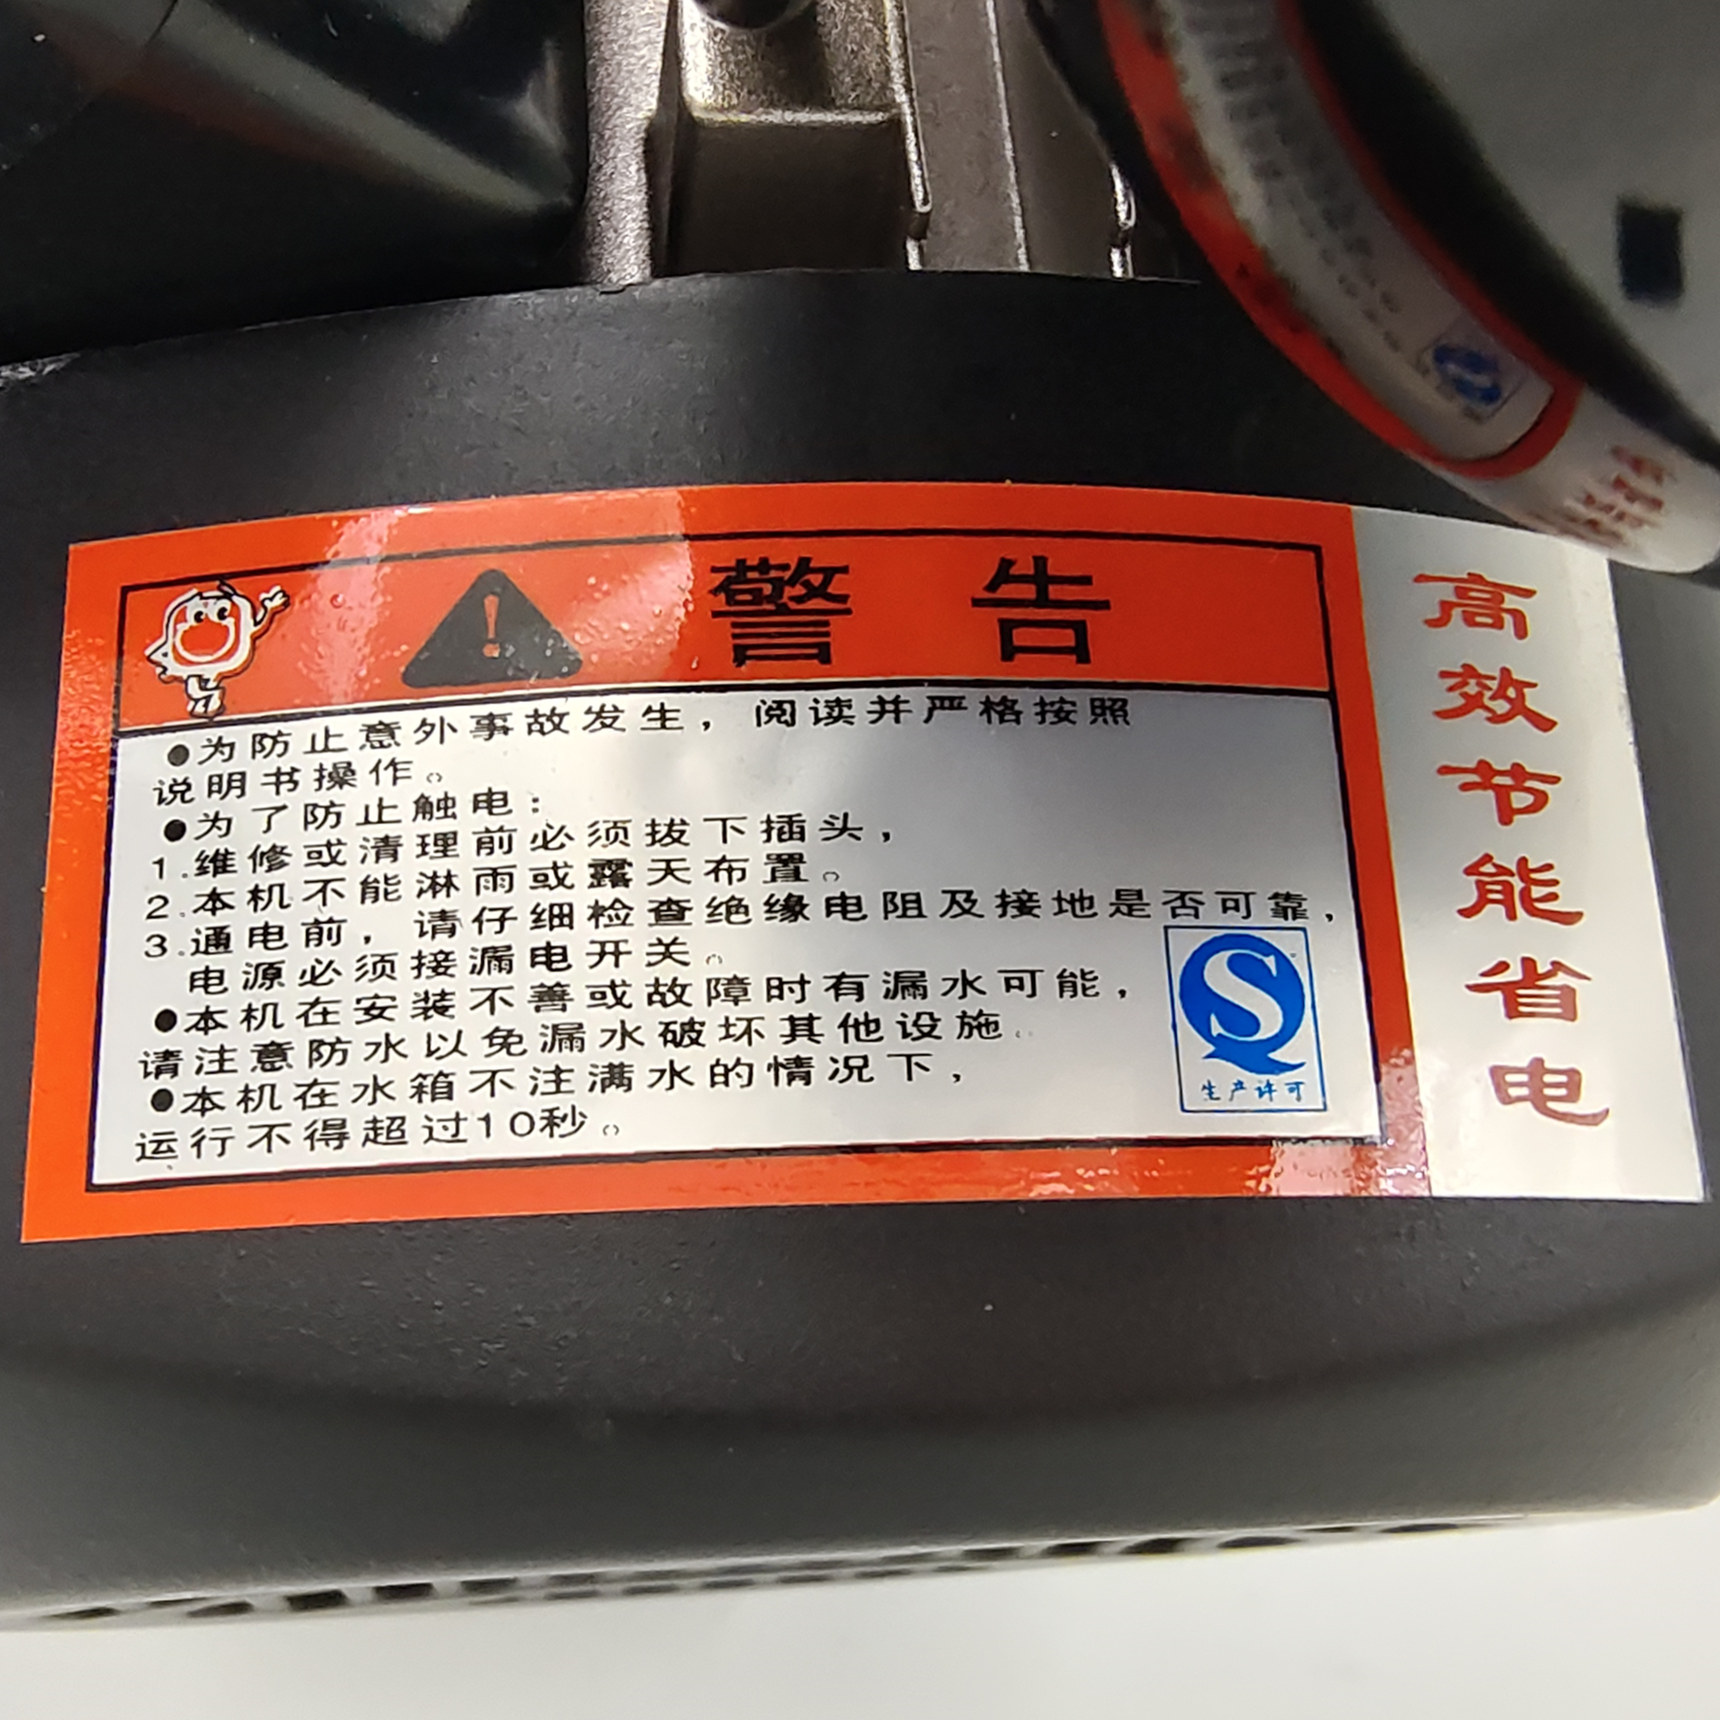 警告
●为防止意外事故发生，阅读并严格按照
说明书操作。
●为了防止触电：
1.维修或清理前必须拔下插头，
2.本机不能淋雨或露天布置。
3.通电前，请仔细检查绝缘电阻及接地是否可靠，
电源必须接漏电开关。
●本机在安装不善或故障时有漏水可能，
请注意防水以免漏水破坏其他设施。
●本机在水箱不注满水的情况下，
运行不得超过10秒。
生产许可
高效节能省电